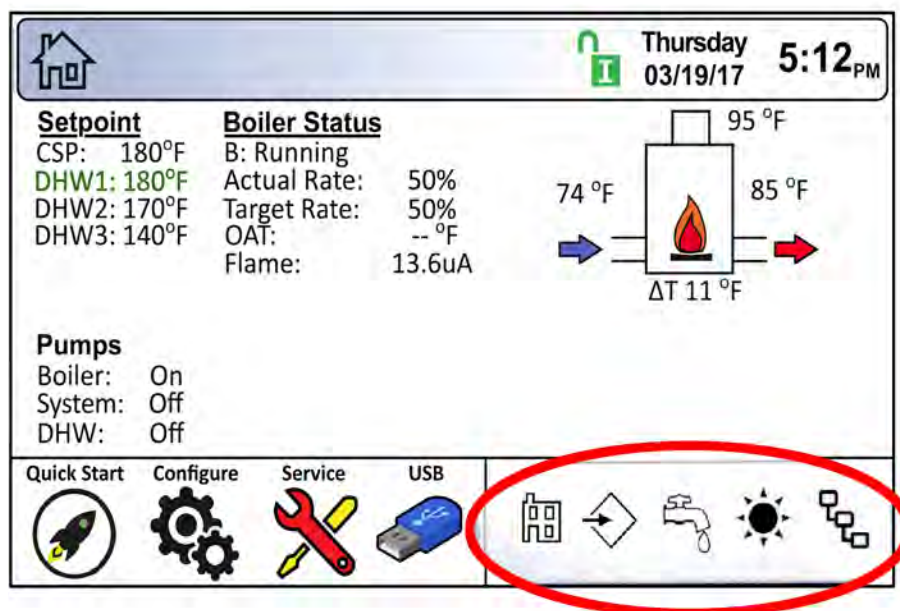 Thursday
03/19/17
5:12PM
I
Setpoint
CSP: 180°F
DHW1: 180°F
DHW2: 170°F
DHW3: 140°F
Boiler Status
B: Running
Actual Rate: 50%
Target Rate: 50%
OAT: -- °F
Flame: 13.6uA
95 °F
74 °F
85 °F
ΔT 11 °F
Pumps
Boiler: On
System: Off
DHW: Off
Quick Start
Configure
Service
USB